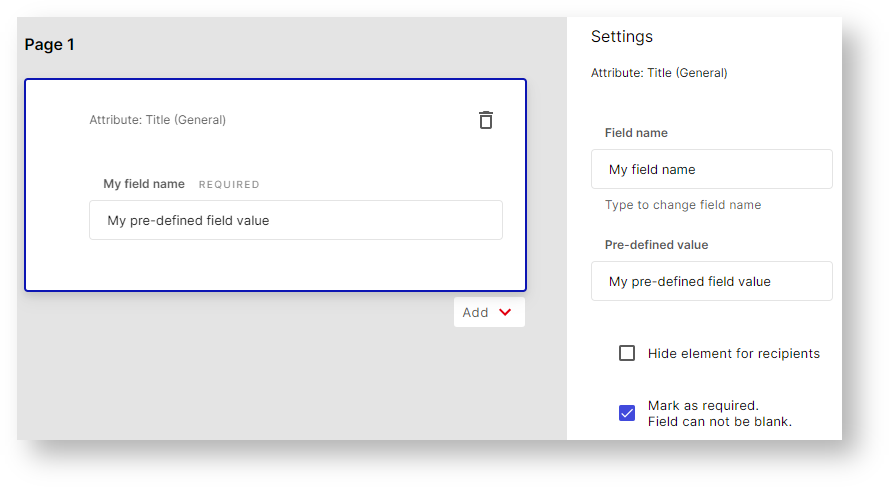 Page 1
Attribute: Title (General)
My field name REQUIRED
My pre-defined field value
Add
Settings
Attribute: Title (General)
Field name
My field name
Type to change field name
Pre-defined value
My pre-defined field value
Hide element for recipients
Mark as required.
Field can not be blank.